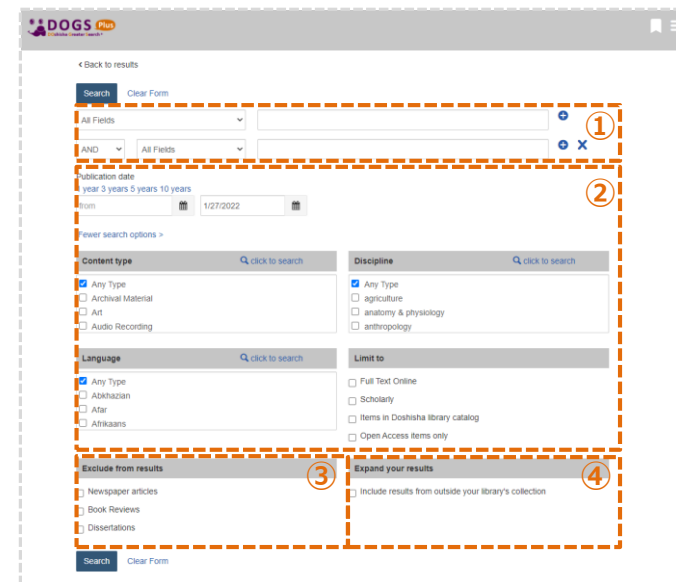 DOGS Plus
< Back to results
Search Clear Form
All Fields
①
AND All Fields
Publication date
1 year 3 years 5 years 10 years
②
from 1/27/2022
Fewer search options >
Content type click to search
Discipline click to search
Any Type
Archival Material
Art
Audio Recording
Any Type
agriculture
anatomy & physiology
anthropology
Language click to search
Limit to
Any Type
Abkhazian
Afar
Afrikaans
Full Text Online
Scholarly
Items in Doshisha library catalog
Open Access items only
Exclude from results
③
Expand your results
④
Newspaper articles
Book Reviews
Dissertations
Include results from outside your library's collection
Search Clear Form